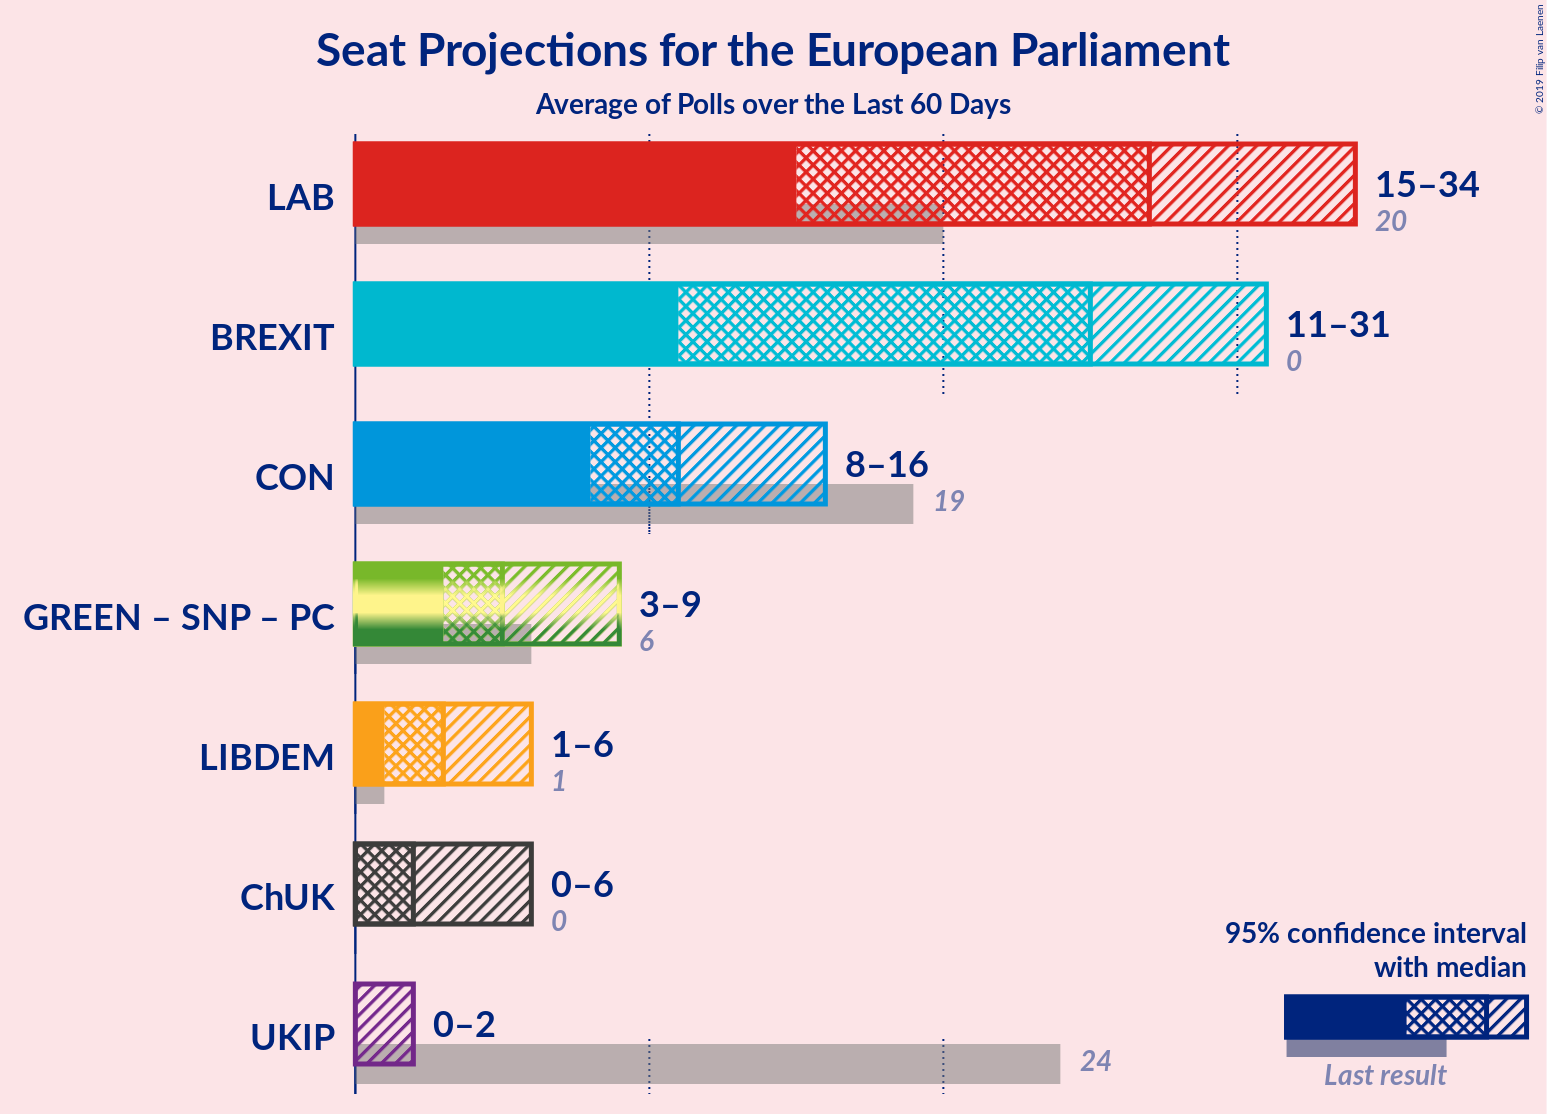 Seat Projections for the European Parliament
Average of Polls over the Last 60 Days
© 2019 Filip van Laenen
LAB
15–34
20
BREXIT
11–31
0
CON
8–16
19
GREEN – SNP – PC
3–9
6
LIBDEM
1–6
1
ChUK
0–6
0
UKIP
0–2
24
95% confidence interval
with median
Last result